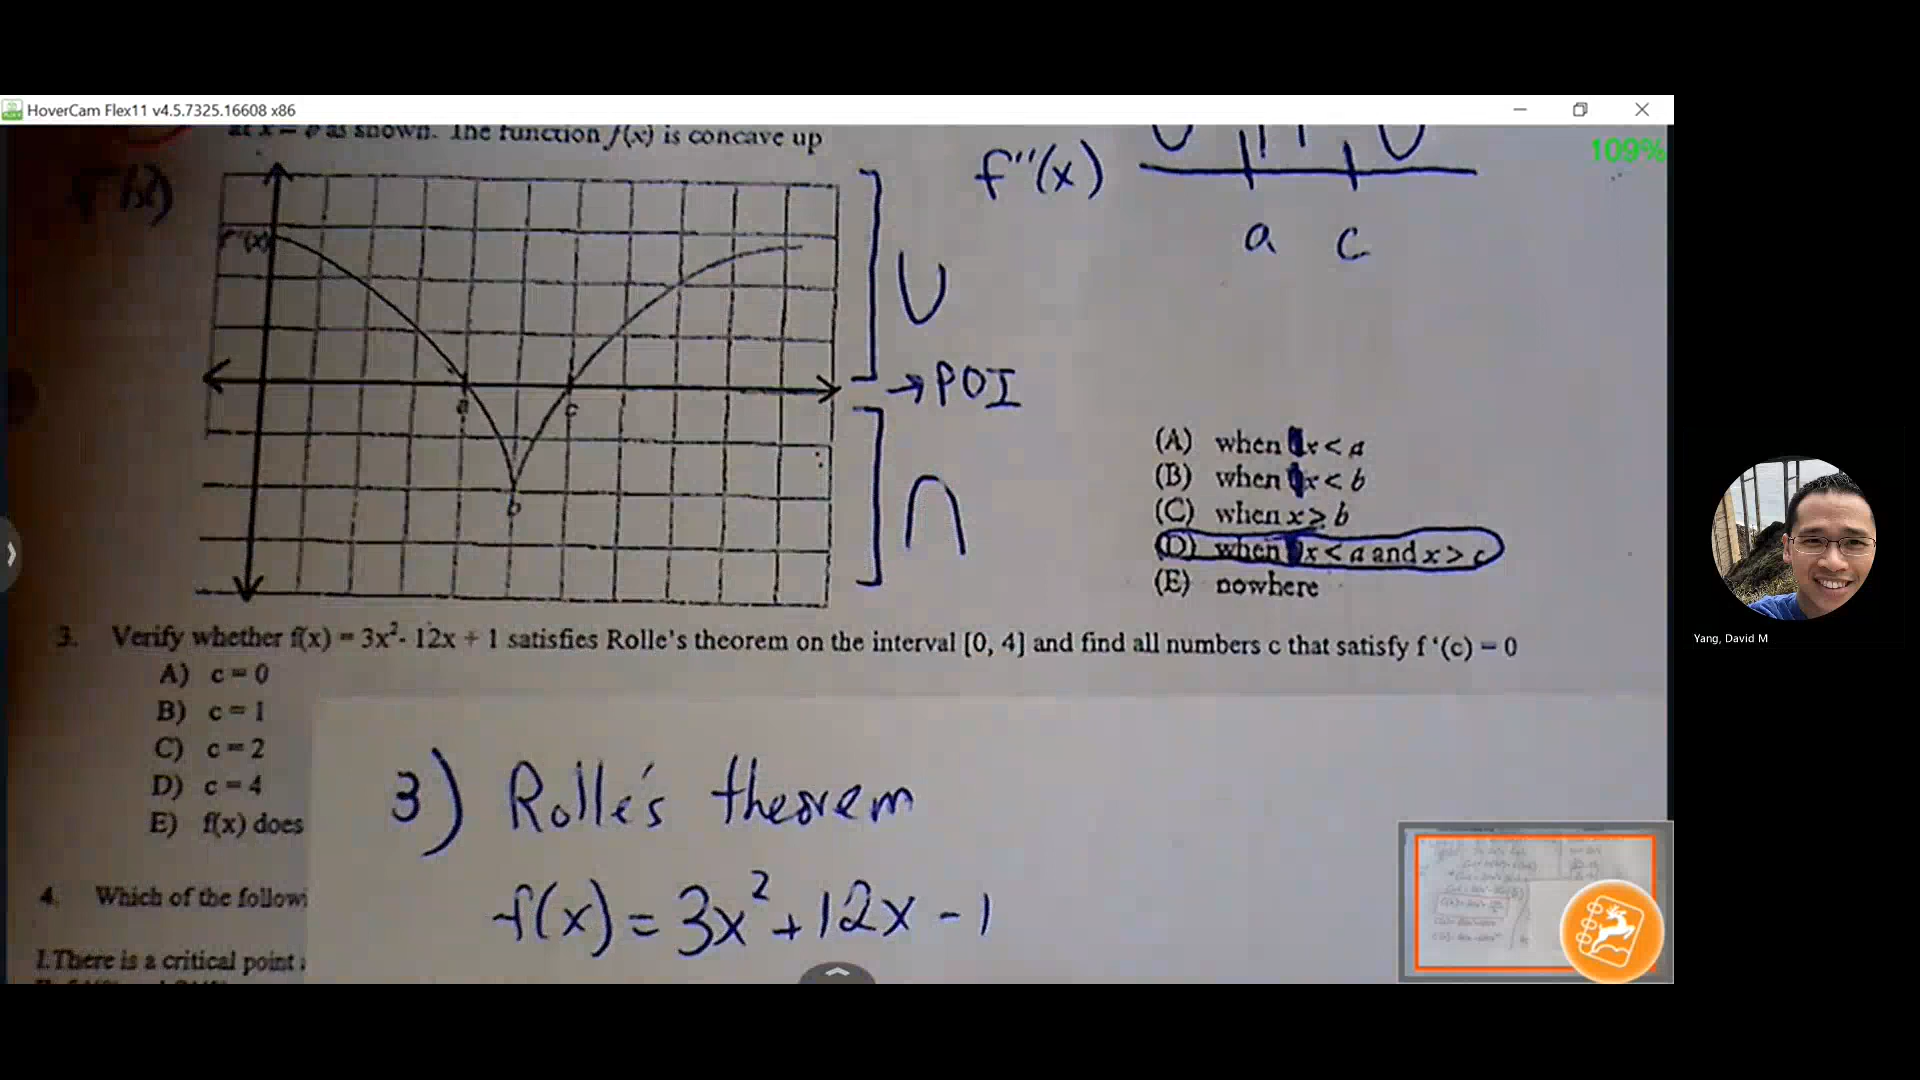 HoverCam Flex11 v4.5.7325.16608 x86
109%
at x = b as shown. The function f(x) is concave up
f''(x)
a
c
b
U
→ POI
∩
f''(x)
U
∩
U
a c
(A) when x < a
(B) when x < b
(C) when x > b
(D) when x < a and x > c
(E) nowhere
3. Verify whether f(x) = 3x²- 12x + 1 satisfies Rolle's theorem on the interval [0, 4] and find all numbers c that satisfy f '(c) = 0
A) c = 0
B) c = 1
C) c = 2
D) c = 4
E) f(x) does
3) Rolle's theorem
f(x) = 3x² + 12x - 1
4. Which of the followi
I.There is a critical point
Yang, David M